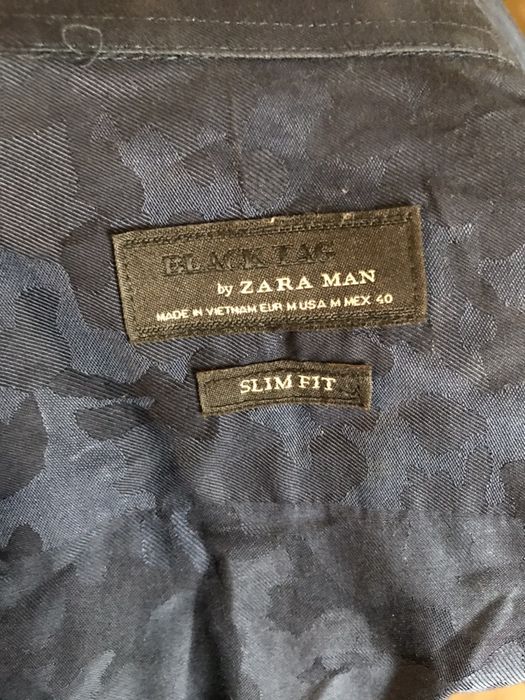 BLACK TAG
by ZARA MAN
MADE IN VIETNAM EUR M USA M MEX 40
SLIM FIT